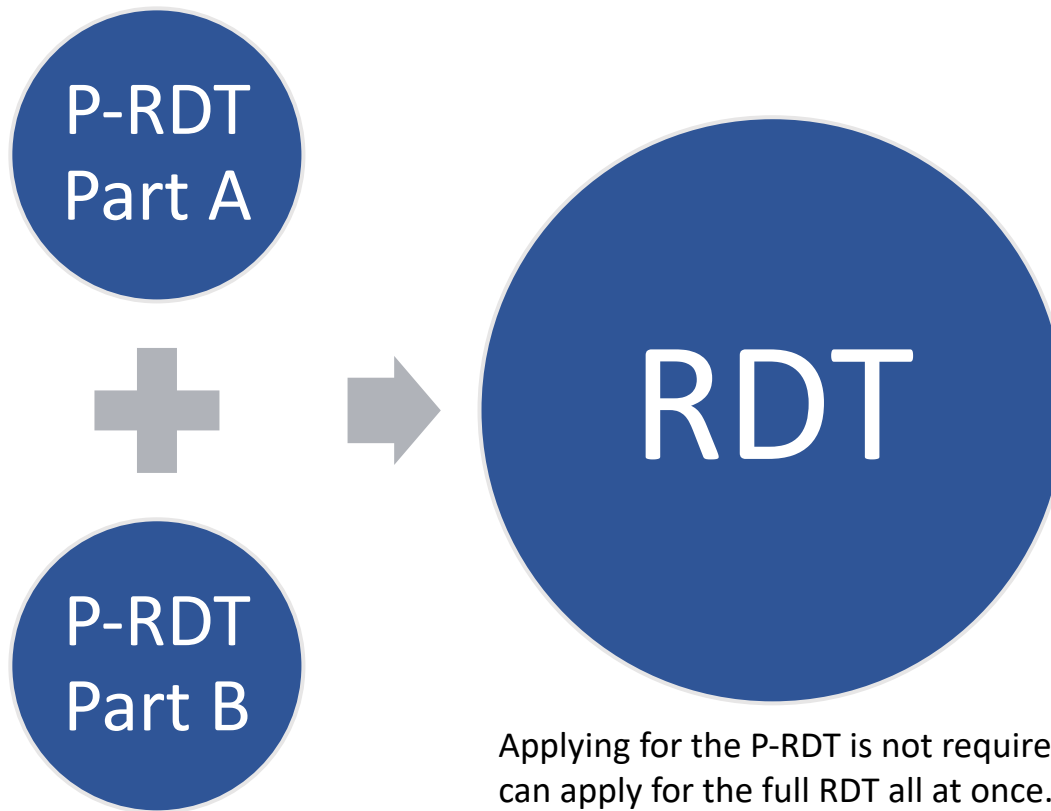 P-RDT
Part A
RDT
P-RDT
Part B
Applying for the P-RDT is not require
can apply for the full RDT all at once.